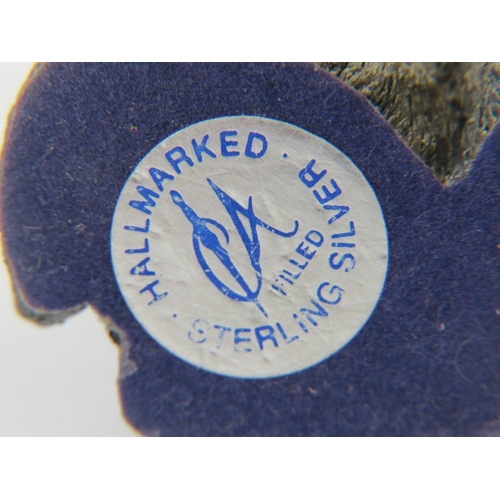 HALLMARKED
· STERLING SILVER ·
FILLED